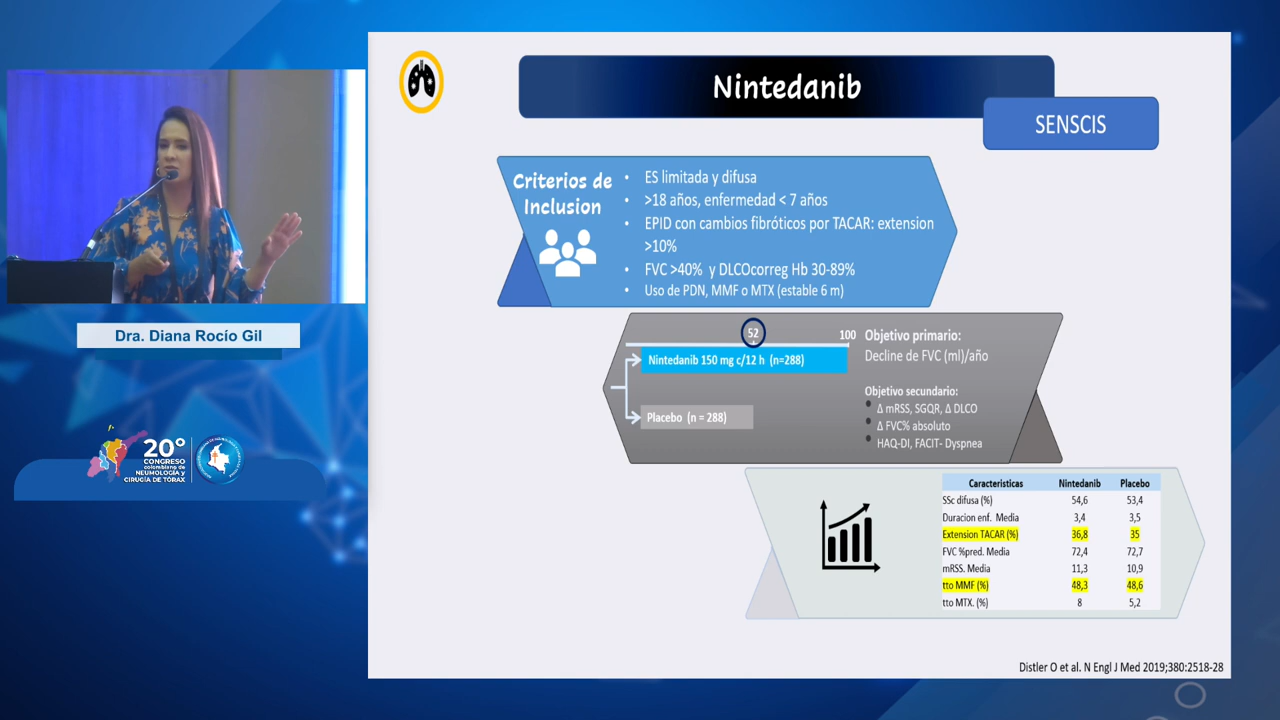 Nintedanib
SENSCIS
Criterios de
Inclusion
• ES limitada y difusa
• >18 años, enfermedad < 7 años
• EPID con cambios fibróticos por TACAR: extension
>10%
• FVC >40% y DLCOcorreg Hb 30-89%
• Uso de PDN, MMF o MTX (estable 6 m)
52
100
Nintedanib 150 mg c/12 h (n=288)
Placebo (n = 288)
Objetivo primario:
Decline de FVC (ml)/año
Objetivo secundario:
• Δ mRSS, SGQR, Δ DLCO
• Δ FVC% absoluto
• HAQ-DI, FACIT- Dyspnea
Caracteristicas Nintedanib Placebo
SSc difusa (%) 54,6 53,4
Duracion enf. Media 3,4 3,5
Extension TACAR (%) 36,8 35
FVC %pred. Media 72,4 72,7
mRSS. Media 11,3 10,9
tto MMF (%) 48,3 48,6
tto MTX. (%) 8 5,2
Distler O et al. N Engl J Med 2019;380:2518-28
Dra. Diana Rocío Gil
20°
CONGRESO
colombiano de
NEUMOLOGÍA y
CIRUGÍA DE TÓRAX